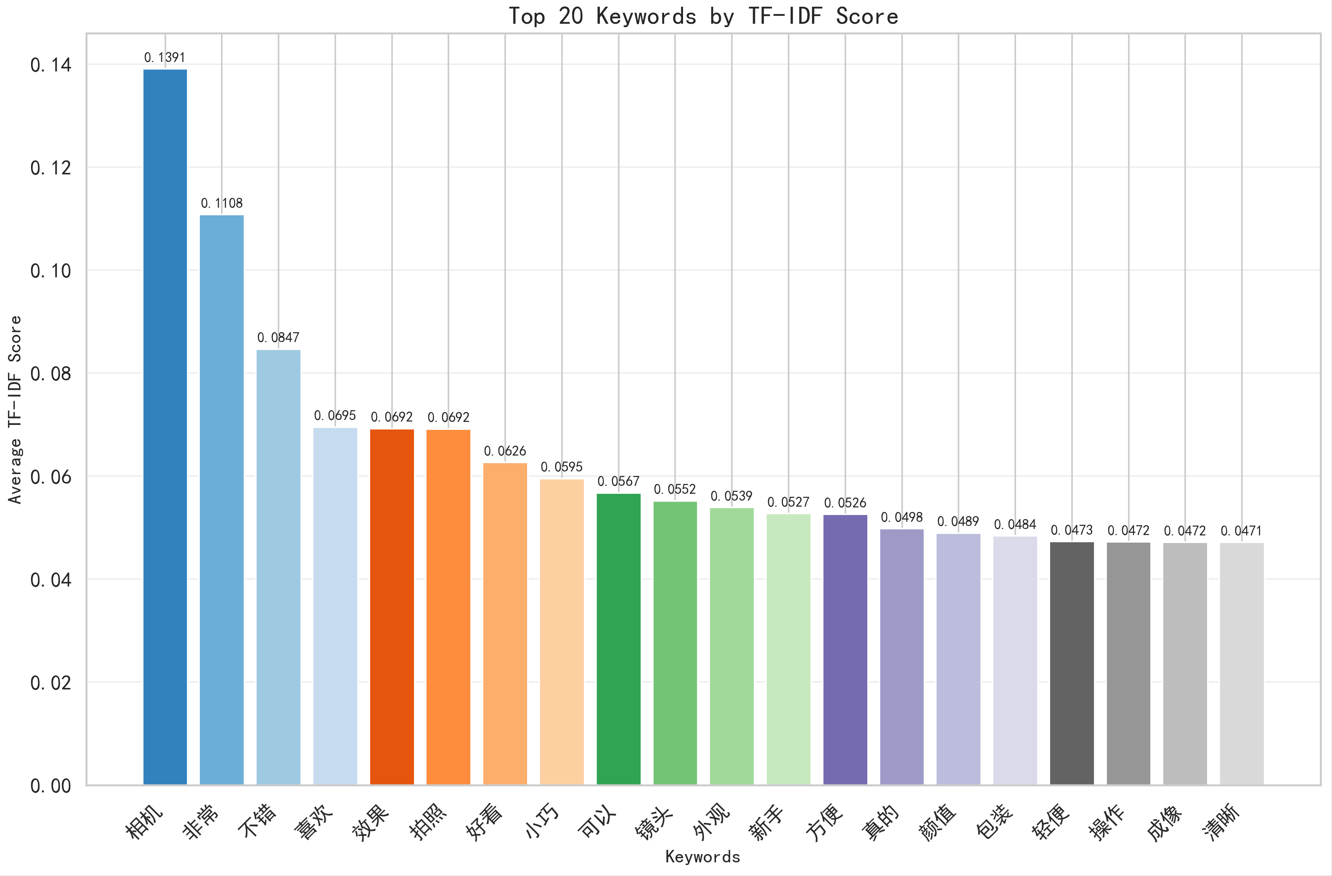 Top 20 Keywords by TF-IDF Score
Average TF-IDF Score
0.14
0.12
0.10
0.08
0.06
0.04
0.02
0.00
0.1391
0.1108
0.0847
0.0695
0.0692
0.0692
0.0626
0.0595
0.0567
0.0552
0.0539
0.0527
0.0526
0.0498
0.0489
0.0484
0.0473
0.0472
0.0472
0.0471
相机
非常
不错
喜欢
效果
拍照
好看
小巧
可以
镜头
外观
新手
方便
真的
颜值
包装
轻便
操作
成像
清晰
Keywords